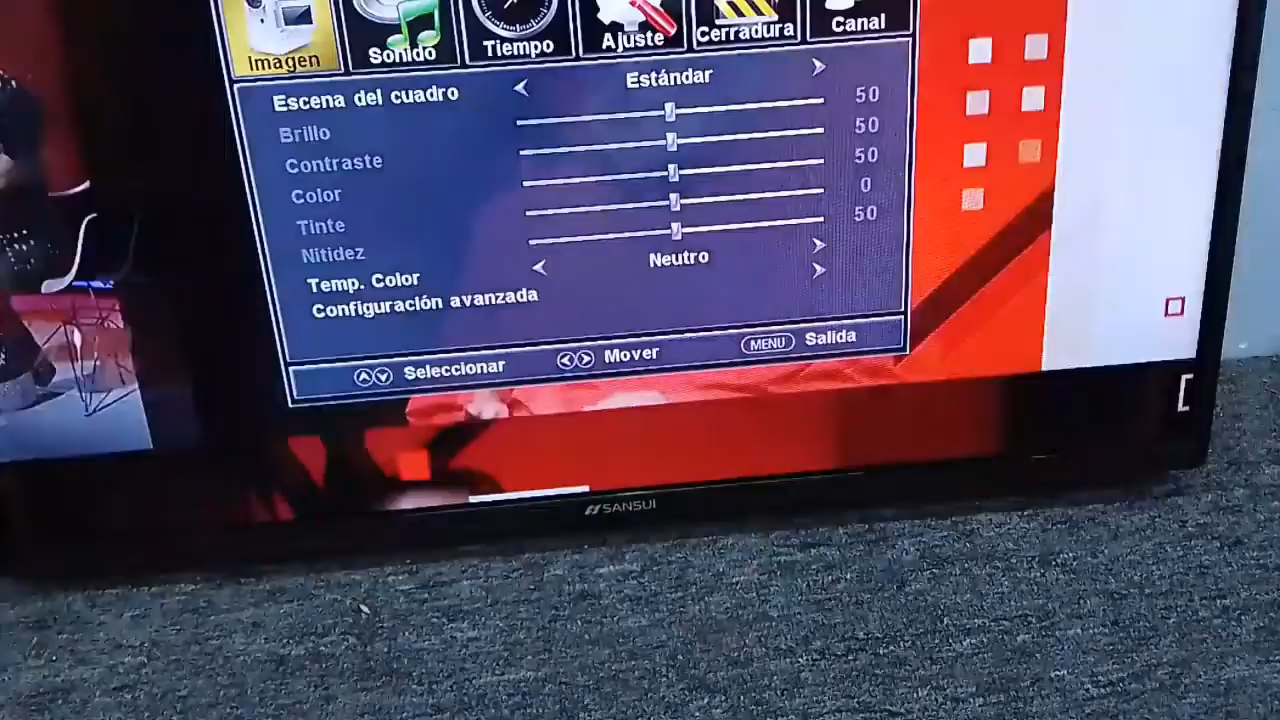 Imagen Sonido Tiempo Ajuste Cerradura Canal
Escena del cuadro Estándar
Brillo 50
Contraste 50
Color 50
Tinte 0
Nitidez 50
Temp. Color Neutro
Configuración avanzada
Seleccionar Mover MENU Salida
SANSUI